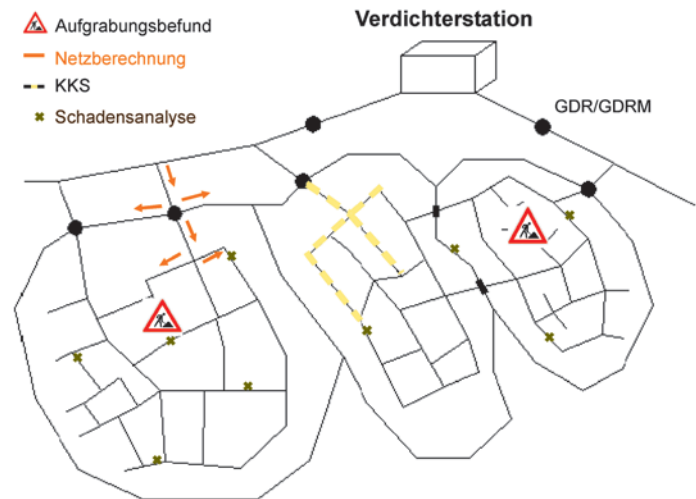 Verdichterstation
Aufgrabungsbefund
Netzberechnung
KKS
Schadensanalyse
GDR/GDRM